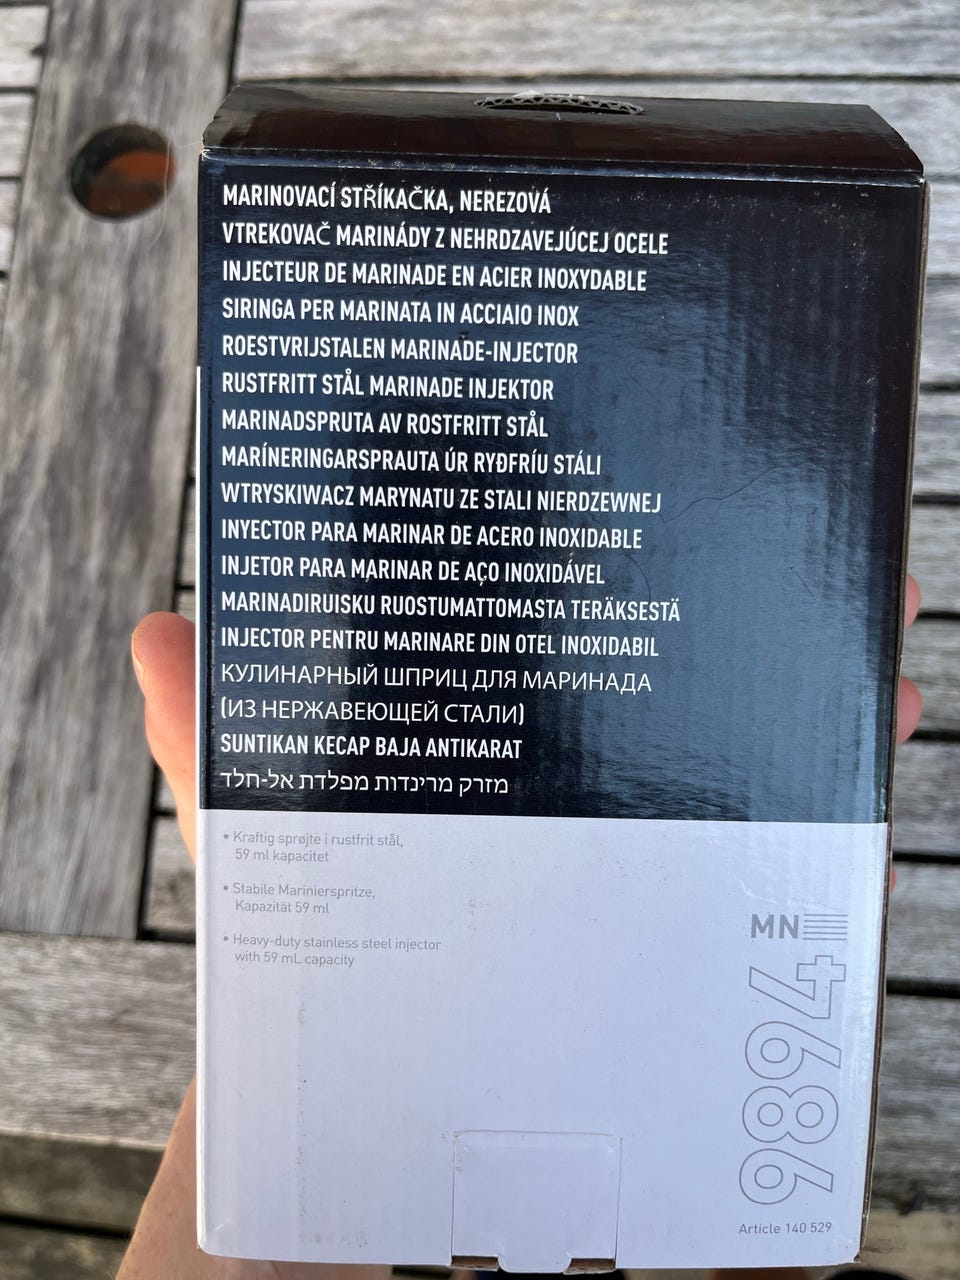 MARINOVACÍ STŘÍKAČKA, NEREZOVÁ
VTREKOVAČ MARINÁDY Z NEHRDZAVEJÚCEJ OCELE
INJECTEUR DE MARINADE EN ACIER INOXYDABLE
SIRINGA PER MARINATA IN ACCIAIO INOX
ROESTVRIJSTALEN MARINADE-INJECTOR
RUSTFRITT STÅL MARINADE INJEKTOR
MARINADSPRUTA AV ROSTFRITT STÅL
MARÍNERINGARSPRAUTA ÚR RYÐFRÍU STÁLI
WTRYSKIWACZ MARYNATU ZE STALI NIERDZEWNEJ
INYECTOR PARA MARINAR DE ACERO INOXIDABLE
INJETOR PARA MARINAR DE AÇO INOXIDÁVEL
MARINADIRUISKU RUOSTUMATTOMASTA TERÄKSESTÄ
INJECTOR PENTRU MARINARE DIN OTEL INOXIDABIL
КУЛИНАРНЫЙ ШПРИЦ ДЛЯ МАРИНАДА
(ИЗ НЕРЖАВЕЮЩЕЙ СТАЛИ)
SUNTIKAN KECAP BAJA ANTIKARAT
מזרק מרינדות מפלדת אל-חלד
• Kraftig sprøjte i rustfrit stål,
59 ml kapacitet
• Stabile Marinierspritze,
Kapazität 59 ml
• Heavy-duty stainless steel injector
with 59 mL capacity
MN
98674
Article 140 529